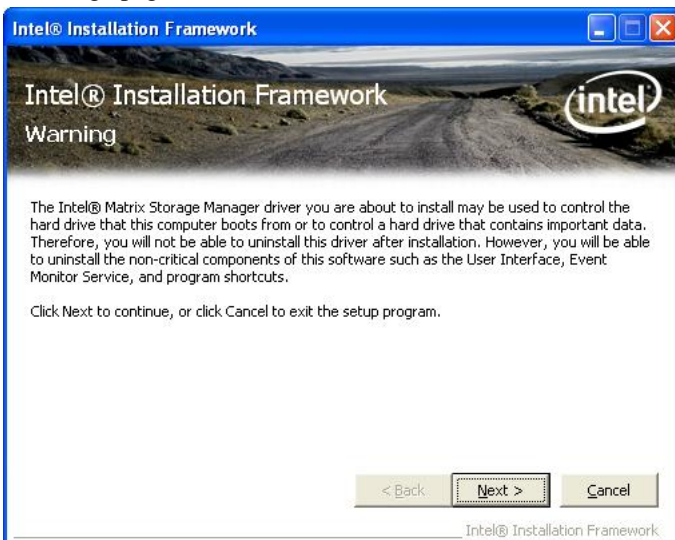 Intel® Installation Framework
Intel® Installation Framework
intel
Warning
The Intel® Matrix Storage Manager driver you are about to install may be used to control the
hard drive that this computer boots from or to control a hard drive that contains important data.
Therefore, you will not be able to uninstall this driver after installation. However, you will be able
to uninstall the non-critical components of this software such as the User Interface, Event
Monitor Service, and program shortcuts.
Click Next to continue, or click Cancel to exit the setup program.
< Back Next > Cancel
Intel® Installation Framework